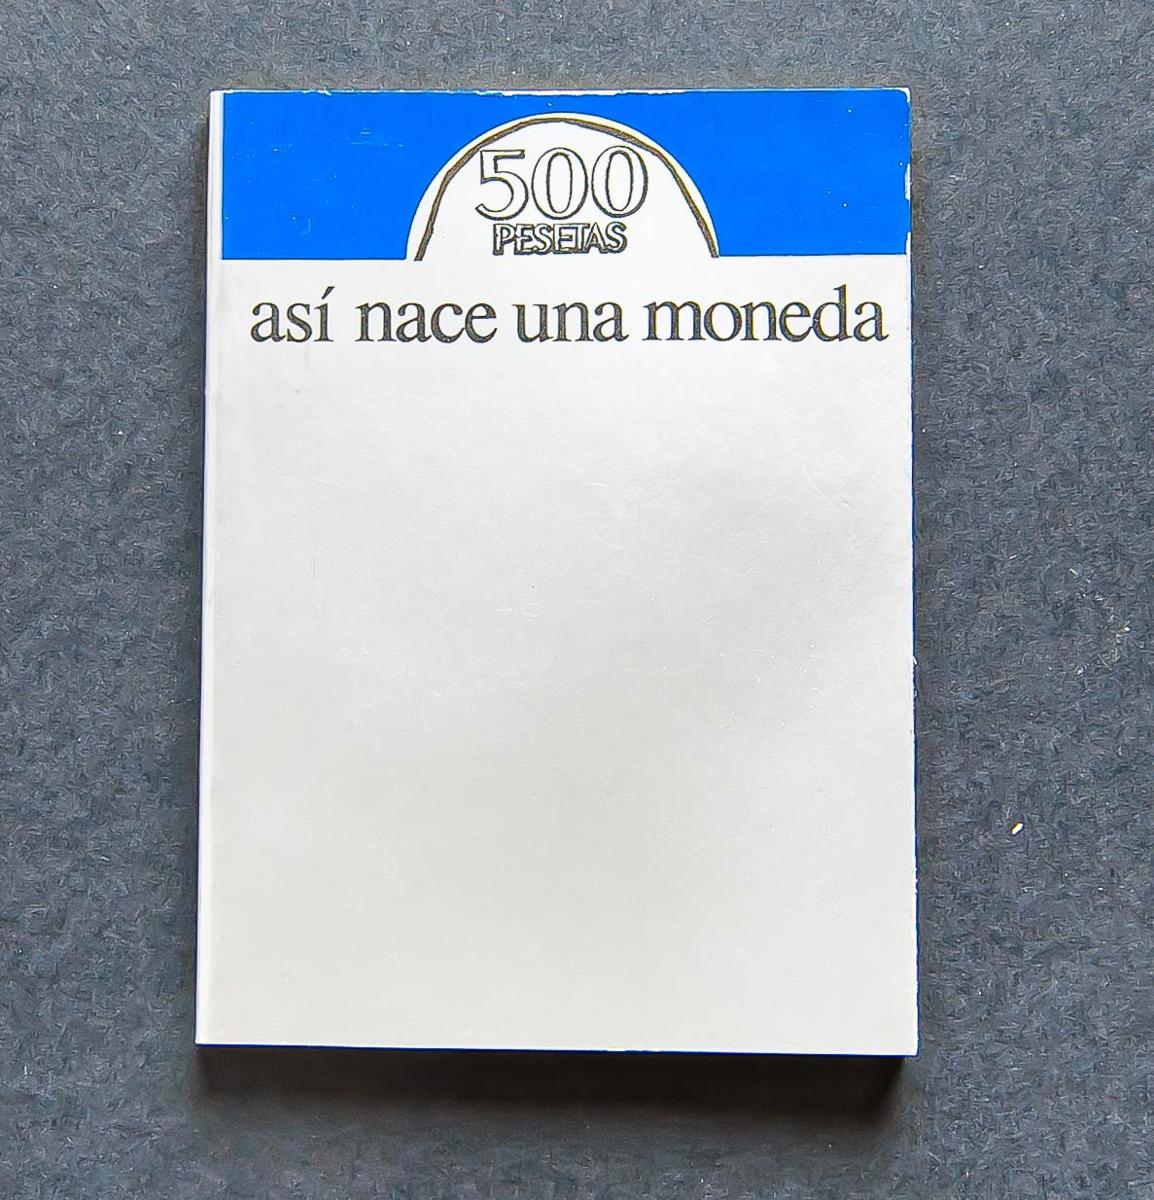 500
PESETAS
así nace una moneda